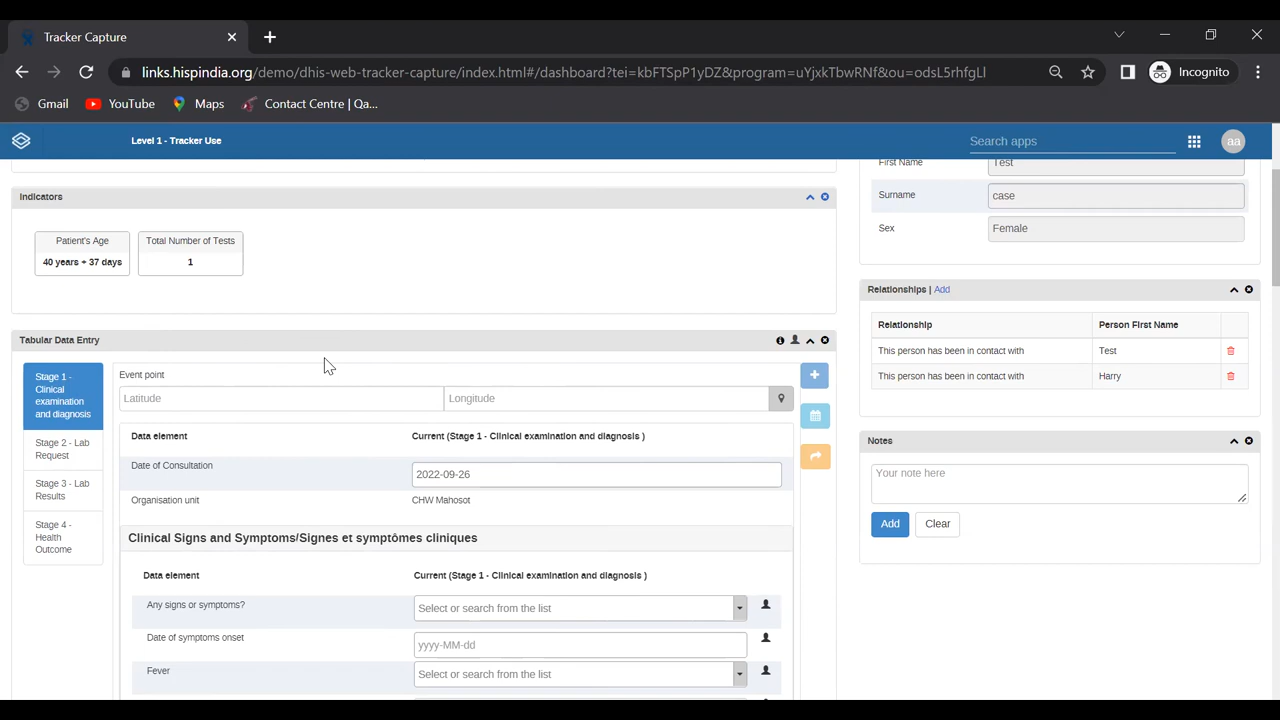 Tracker Capture
links.hispindia.org/demo/dhis-web-tracker-capture/index.html#/dashboard?tei=kbFTSpP1yDZ&program=uYjxkTbwRNf&ou=odsL5rhfgLl
Incognito
Gmail
YouTube
Maps
Contact Centre | Qa...
Level 1 - Tracker Use
Search apps
aa
Indicators
Patient's Age
40 years + 37 days
Total Number of Tests
1
Tabular Data Entry
Stage 1 -
Clinical
examination
and diagnosis
Stage 2 - Lab
Request
Stage 3 - Lab
Results
Stage 4 -
Health
Outcome
Event point
Latitude
Longitude
Data element
Current (Stage 1 - Clinical examination and diagnosis )
Date of Consultation
2022-09-26
Organisation unit
CHW Mahosot
Clinical Signs and Symptoms/Signes et symptômes cliniques
Data element
Current (Stage 1 - Clinical examination and diagnosis )
Any signs or symptoms?
Select or search from the list
Date of symptoms onset
yyyy-MM-dd
Fever
Select or search from the list
First Name
Test
Surname
case
Sex
Female
Relationships | Add
Relationship
Person First Name
This person has been in contact with
Test
This person has been in contact with
Harry
Notes
Your note here
Add
Clear